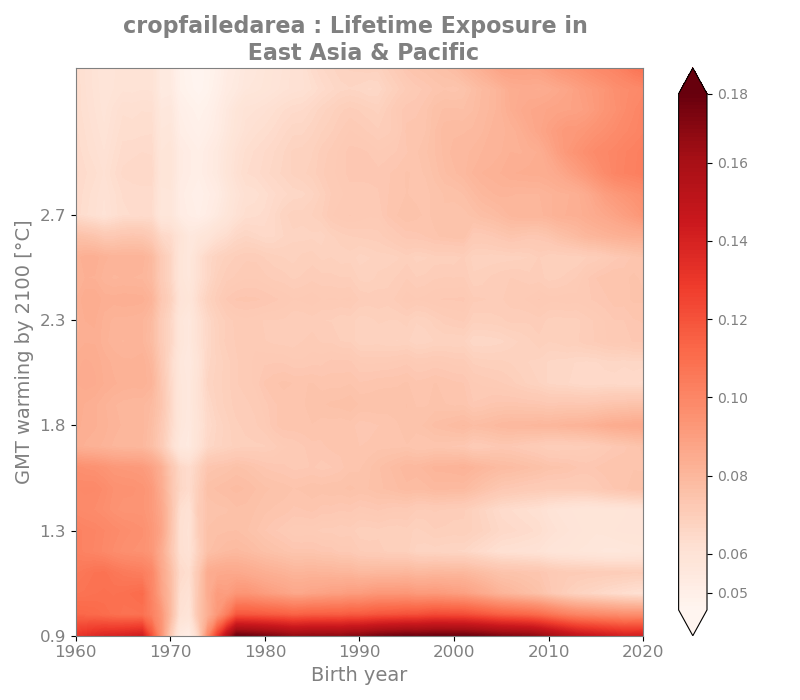 cropfailedarea : Lifetime Exposure in
East Asia & Pacific
GMT warming by 2100 [°C]
2.7
2.3
1.8
1.3
0.9
1960 1970 1980 1990 2000 2010 2020
Birth year
0.18
0.16
0.14
0.12
0.10
0.08
0.06
0.05